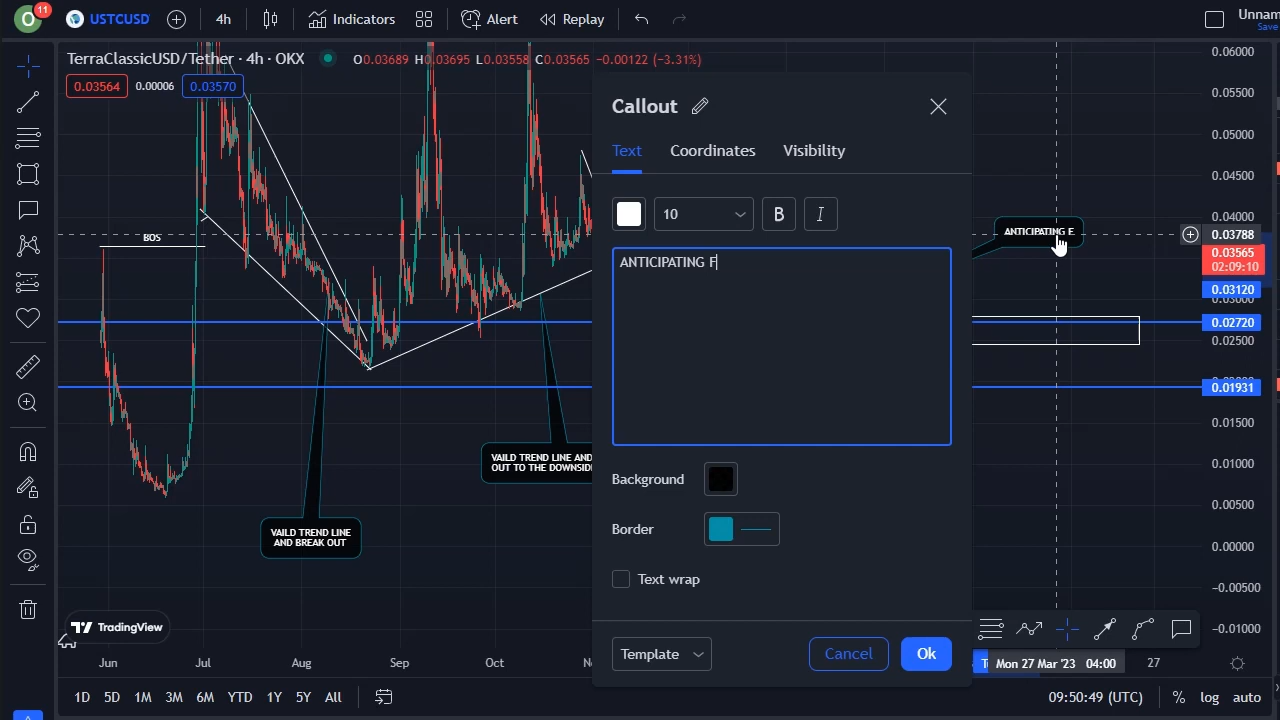 O
11
USTCUSD
4h
Indicators
Alert
Replay
Unnam
Save
TerraClassicUSD/Tether · 4h · OKX
O0.03689 H0.03695 L0.03558 C0.03565 −0.00122 (−3.31%)
0.03564
0.00006
0.03570
BOS
VAILD TREND LINE
AND BREAK OUT
VAILD TREND LINE AND
OUT TO THE DOWNSID
TradingView
Callout
Text
Coordinates
Visibility
10
B
I
ANTICIPATING F
Background
Border
Text wrap
Template
Cancel
Ok
ANTICIPATING F
0.06000
0.05500
0.05000
0.04500
0.04000
0.03788
0.03565
02:09:10
0.03120
0.03000
0.02720
0.02500
0.01931
0.01500
0.01000
0.00500
0.00000
−0.00500
−0.01000
Jun
Jul
Aug
Sep
Oct
Mon 27 Mar '23 04:00
27
1D
5D
1M
3M
6M
YTD
1Y
5Y
All
09:50:49 (UTC)
%
log
auto